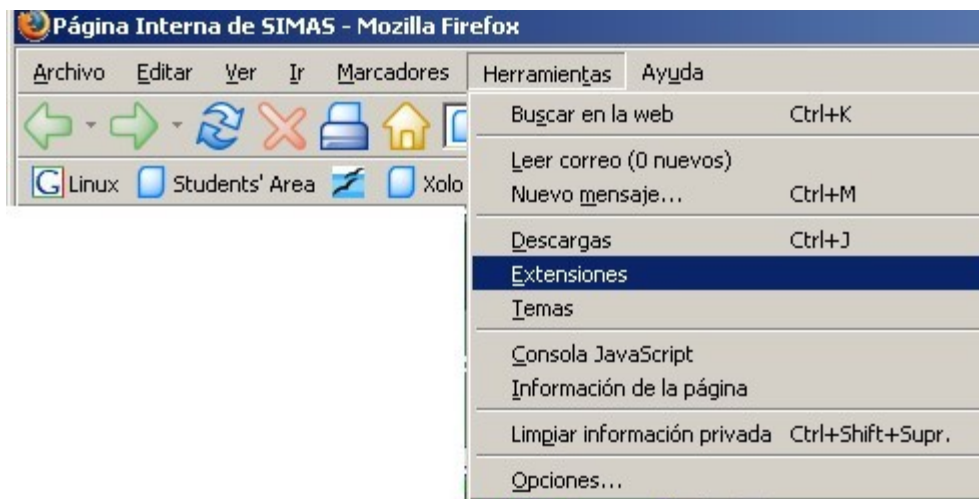 Página Interna de SIMAS - Mozilla Firefox
Archivo Editar Ver Ir Marcadores Herramientas Ayuda
Buscar en la web Ctrl+K
Leer correo (0 nuevos)
G Linux Students' Area Xolo
Nuevo mensaje... Ctrl+M
Descargas Ctrl+J
Extensiones
Temas
Consola JavaScript
Información de la página
Limpiar información privada Ctrl+Shift+Supr.
Opciones...